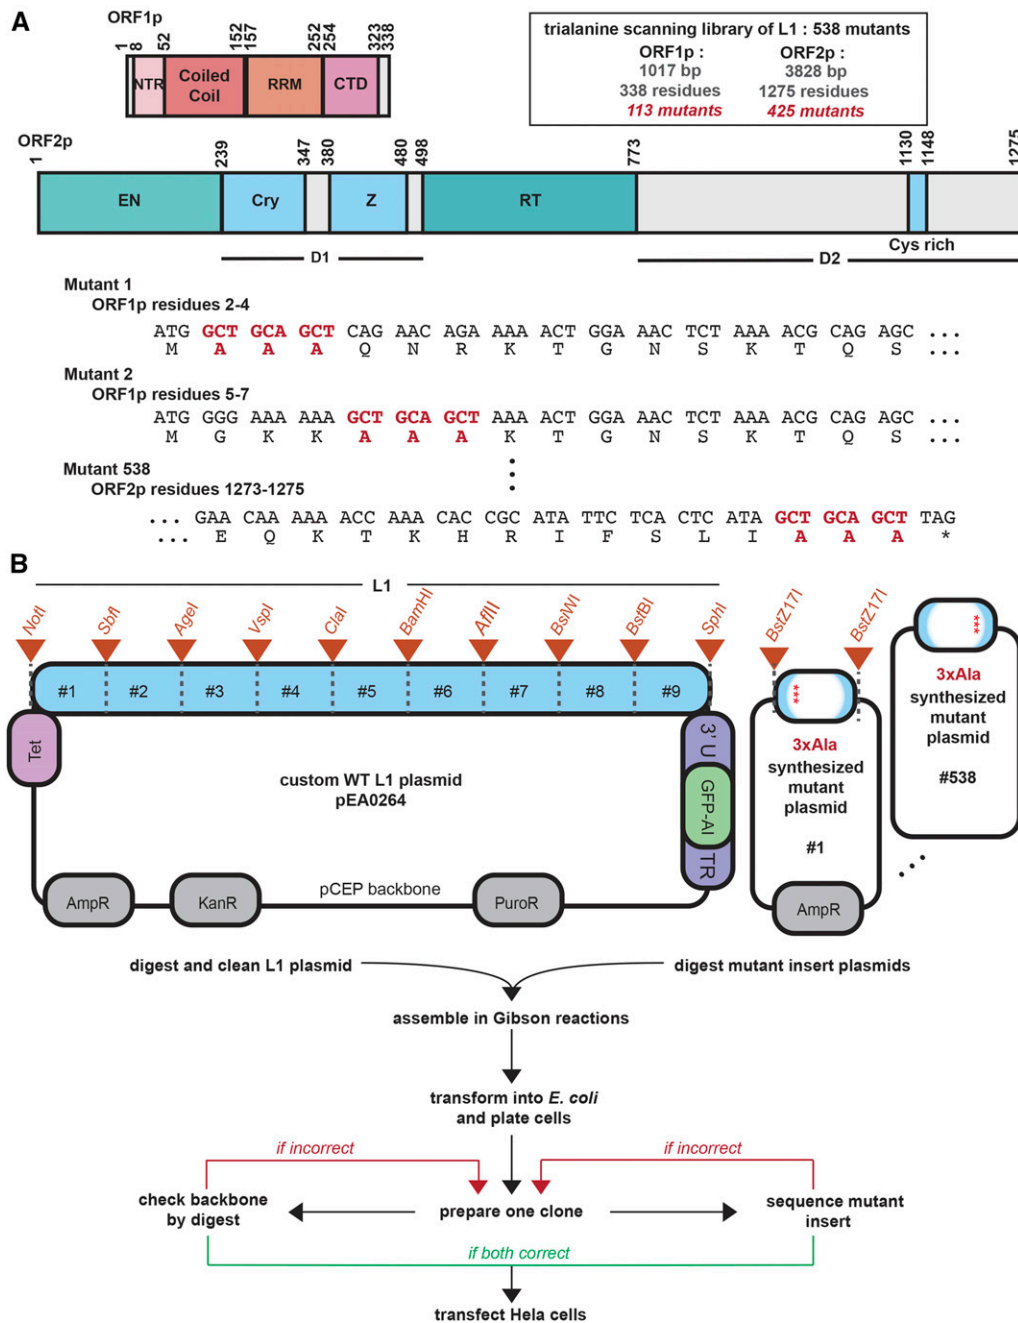 A
ORF1p
1 8 52 152 157 252 254 323 338
NTR Coiled Coil RRM CTD
trialanine scanning library of L1 : 538 mutants
ORF1p : ORF2p :
1017 bp 3828 bp
338 residues 1275 residues
113 mutants 425 mutants
ORF2p
1 239 347 380 480 498 773 1130 1148 1275
EN Cry Z RT
Cys rich
D1 D2
Mutant 1
ORF1p residues 2-4
ATG GCT GCA GCT CAG AAC AGA AAA ACT GGA AAC TCT AAA ACG CAG AGC ...
M A A A Q N R K T G N S K T Q S ...
Mutant 2
ORF1p residues 5-7
ATG GGG AAA AAA GCT GCA GCT AAA ACT GGA AAC TCT AAA ACG CAG AGC ...
M G K K A A A K T G N S K T Q S ...
Mutant 538
ORF2p residues 1273-1275
... GAA CAA AAA ACC AAA CAC CGC ATA TTC TCA CTC ATA GCT GCA GCT TAG
... E Q K T K H R I F S L I A A A *
B
L1
NotI SbfI AgeI VspI ClaI BamHI AflII BsiWI BstBI SphI BstZ17I BstZ17I
#1 #2 #3 #4 #5 #6 #7 #8 #9
Tet
3' U
GFP-AI
TR
custom WT L1 plasmid
pEA0264
AmpR KanR pCEP backbone PuroR
***
3xAla
synthesized
mutant
plasmid
#1
AmpR
***
3xAla
synthesized
mutant
plasmid
#538
digest and clean L1 plasmid digest mutant insert plasmids
assemble in Gibson reactions
transform into E. coli
and plate cells
if incorrect if incorrect
check backbone
by digest
prepare one clone
sequence mutant
insert
if both correct
transfect Hela cells